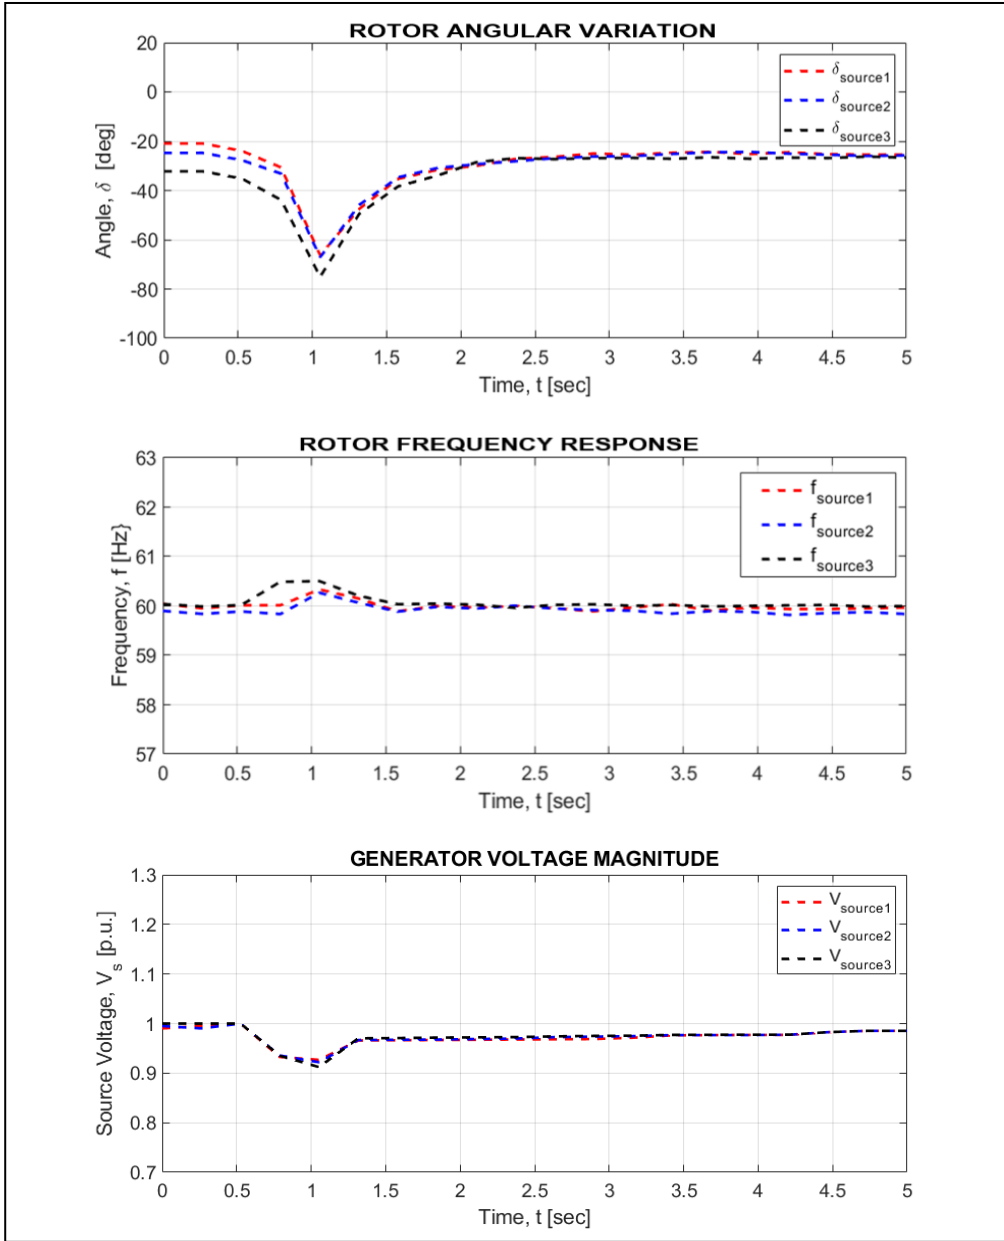 ROTOR ANGULAR VARIATION
20
0
-20
-40
-60
-80
-100
Angle, δ [deg]
δsource1
δsource2
δsource3
0 0.5 1 1.5 2 2.5 3 3.5 4 4.5 5
Time, t [sec]
ROTOR FREQUENCY RESPONSE
63
62
61
60
59
58
57
Frequency, f [Hz}
fsource1
fsource2
fsource3
0 0.5 1 1.5 2 2.5 3 3.5 4 4.5 5
Time, t [sec]
GENERATOR VOLTAGE MAGNITUDE
1.3
1.2
1.1
1
0.9
0.8
0.7
Source Voltage, Vs [p.u.]
Vsource1
Vsource2
Vsource3
0 0.5 1 1.5 2 2.5 3 3.5 4 4.5 5
Time, t [sec]